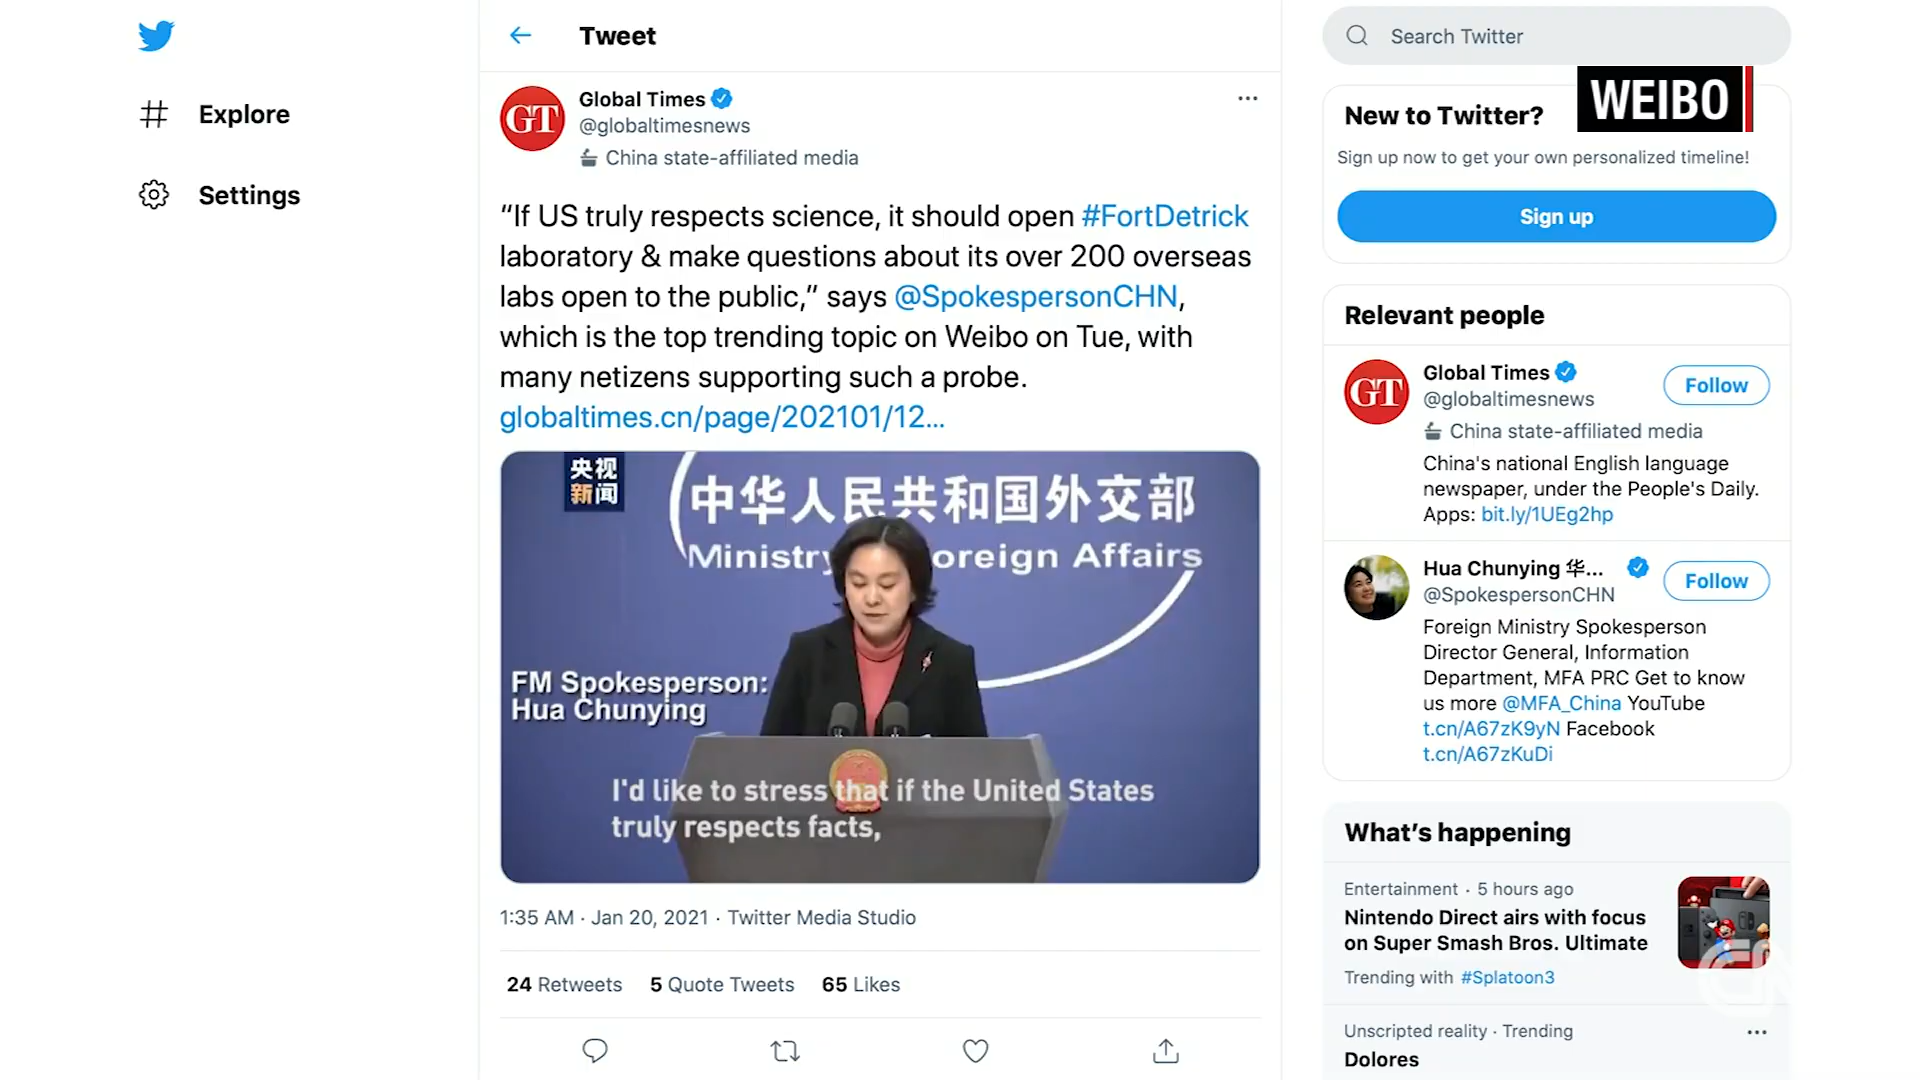 Tweet
Search Twitter
Explore
Settings
GT
Global Times
@globaltimesnews
China state-affiliated media
“If US truly respects science, it should open #FortDetrick
laboratory & make questions about its over 200 overseas
labs open to the public,” says @SpokespersonCHN,
which is the top trending topic on Weibo on Tue, with
many netizens supporting such a probe.
globaltimes.cn/page/202101/12…
央视
新闻
中华人民共和国外交部
Ministry oreign Affairs
FM Spokesperson:
Hua Chunying
I'd like to stress that if the United States
truly respects facts,
1:35 AM · Jan 20, 2021 · Twitter Media Studio
24 Retweets 5 Quote Tweets 65 Likes
WEIBO
New to Twitter?
Sign up now to get your own personalized timeline!
Sign up
Relevant people
GT
Global Times
@globaltimesnews
Follow
China state-affiliated media
China's national English language
newspaper, under the People's Daily.
Apps: bit.ly/1UEg2hp
Hua Chunying 华...
@SpokespersonCHN
Follow
Foreign Ministry Spokesperson
Director General, Information
Department, MFA PRC Get to know
us more @MFA_China YouTube
t.cn/A67zK9yN Facebook
t.cn/A67zKuDi
What’s happening
Entertainment · 5 hours ago
Nintendo Direct airs with focus
on Super Smash Bros. Ultimate
Trending with #Splatoon3
Unscripted reality · Trending
Dolores